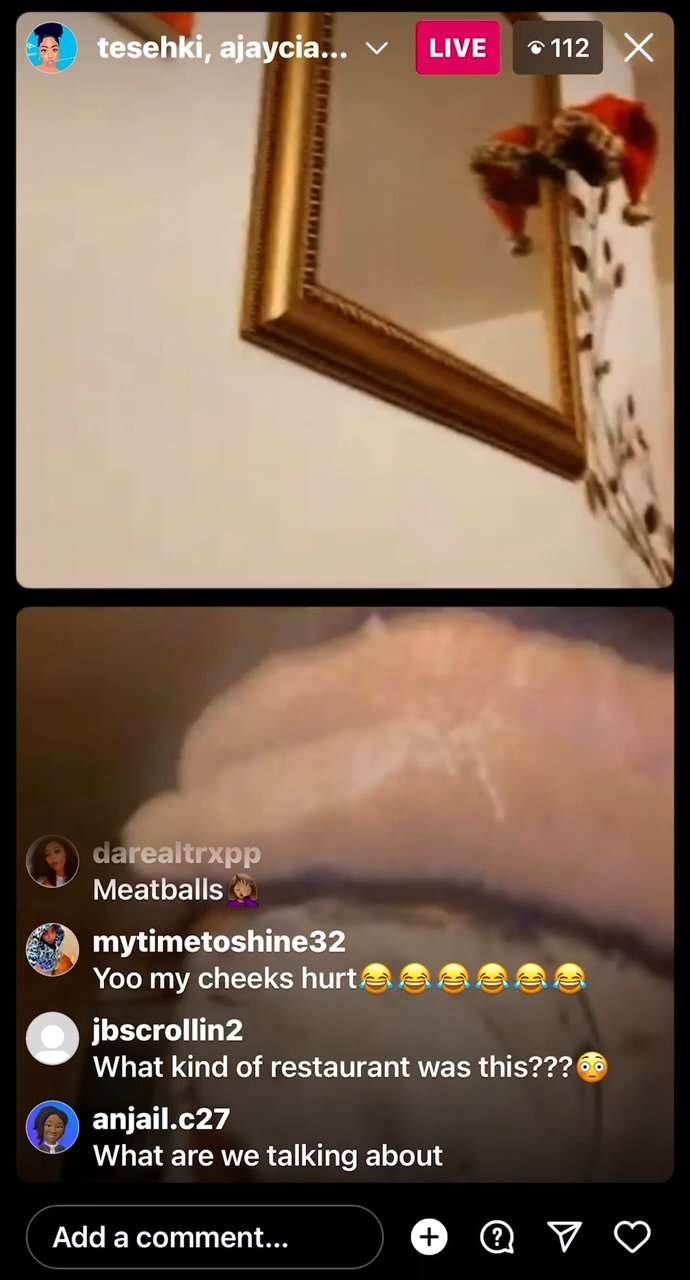 tesehki, ajaycia...
LIVE
112
darealtrxpp
Meatballs🤦🏽‍♀️
mytimetoshine32
Yoo my cheeks hurt😂😂😂😂😂😂
jbscrollin2
What kind of restaurant was this???😳
anjail.c27
What are we talking about
Add a comment...